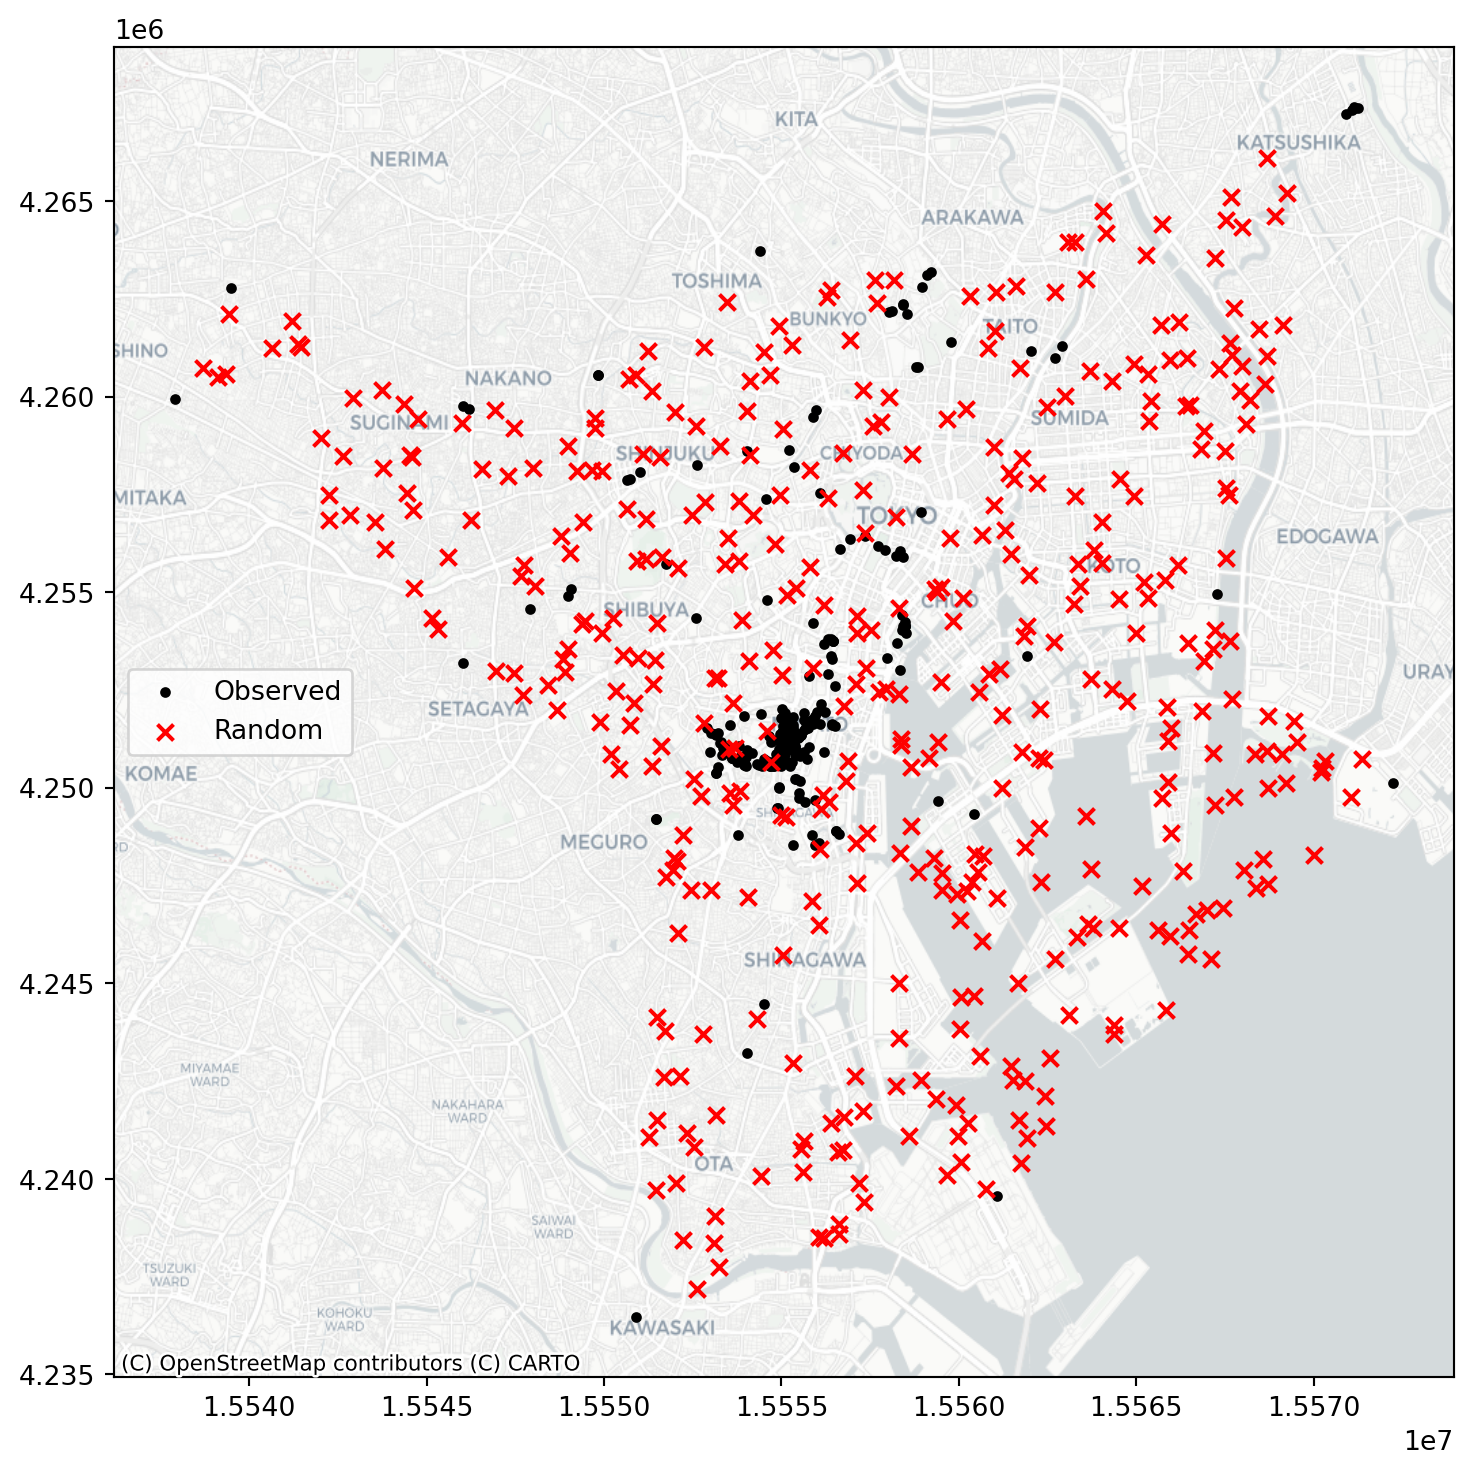 1e6
KITA
KATSUSHIKA
NERIMA
4.265
ARAKAWA
TOSHIMA
BUNKYO
TAITO
SHINO
4.260
NAKANO
SUGINAMI
SUMIDA
SHINJUKU
CHIYODA
MITAKA
TOKYO
EDOGAWA
KOTO
4.255
SHIBUYA
CHUO
URAY
Observed
Random
SETAGAYA
KOMAE
4.250
MEGURO
SHINAGAWA
4.245
MIYAMAE
WARD
NAKAHARA
WARD
OTA
4.240
SAIWAI
WARD
TSUZUKI
WARD
KOHOKU
WARD
KAWASAKI
(C) OpenStreetMap contributors (C) CARTO
4.235
1.5540 1.5545 1.5550 1.5555 1.5560 1.5565 1.5570
1e7